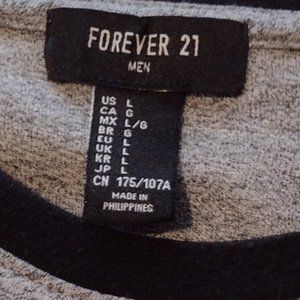 FOREVER 21
MEN
US L
CA G
MX L/G
BR G
EU L
UK L
KR L
JP L
CN 175/107A
MADE IN
PHILIPPINES